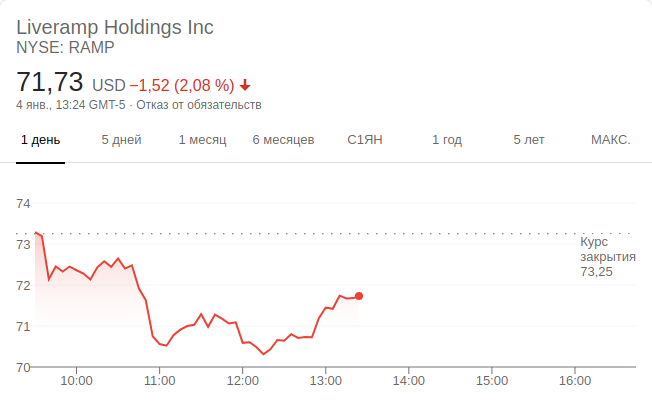 Liveramp Holdings Inc
NYSE: RAMP
71,73 USD −1,52 (2,08 %)
4 янв., 13:24 GMT-5 · Отказ от обязательств
1 день 5 дней 1 месяц 6 месяцев С1ЯН 1 год 5 лет МАКС.
74
73
72
71
70
Курс
закрытия
73,25
10:00 11:00 12:00 13:00 14:00 15:00 16:00